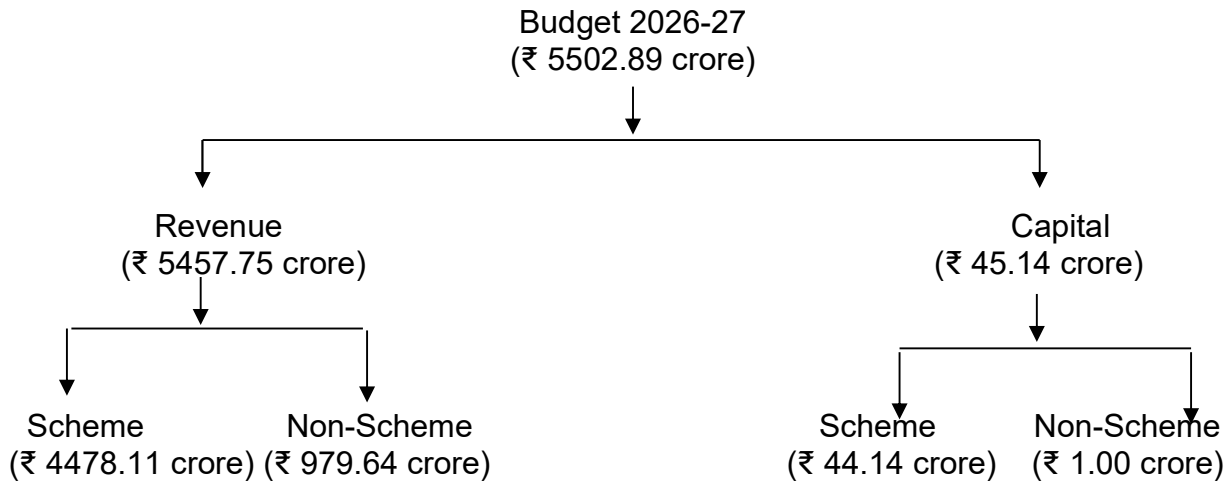 Budget 2026-27
(₹ 5502.89 crore)
Revenue
(₹ 5457.75 crore)
Capital
(₹ 45.14 crore)
Scheme
(₹ 4478.11 crore)
Non-Scheme
(₹ 979.64 crore)
Scheme
(₹ 44.14 crore)
Non-Scheme
(₹ 1.00 crore)